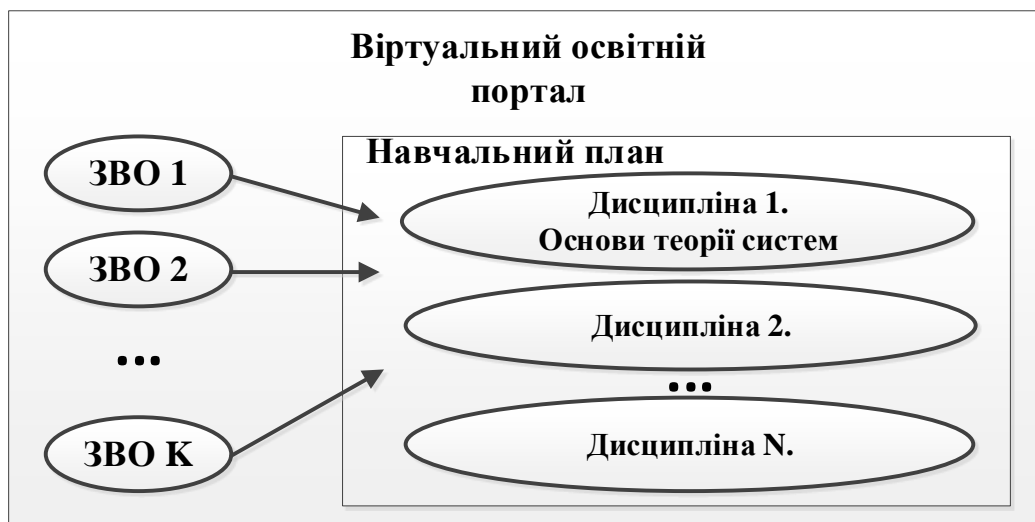 Віртуальний освітній
портал
Навчальний план
ЗВО 1
ЗВО 2
...
ЗВО K
Дисципліна 1.
Основи теорії систем
Дисципліна 2.
...
Дисципліна N.